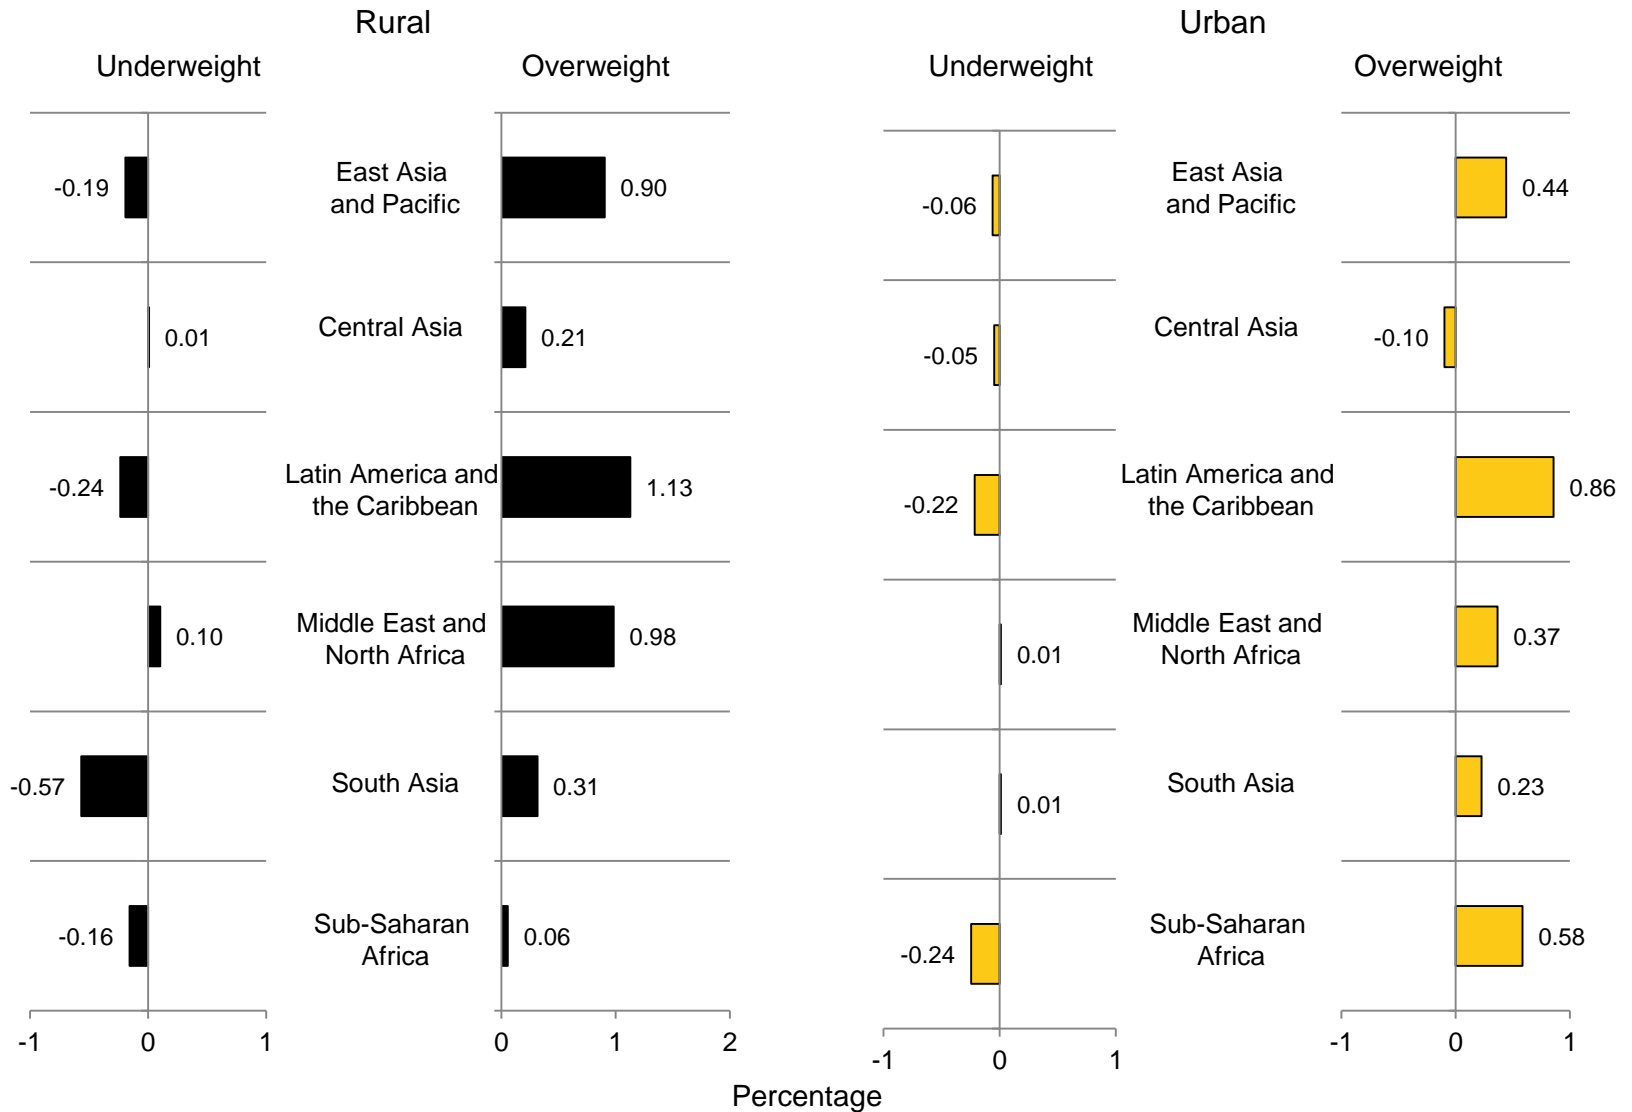 Rural
Urban
Underweight
Overweight
Underweight
Overweight
-0.19
East Asia
and Pacific
0.90
-0.06
East Asia
and Pacific
0.44
0.01
Central Asia
0.21
-0.05
Central Asia
-0.10
-0.24
Latin America and
the Caribbean
1.13
-0.22
Latin America and
the Caribbean
0.86
0.10
Middle East and
North Africa
0.98
0.01
Middle East and
North Africa
0.37
-0.57
South Asia
0.31
0.01
South Asia
0.23
-0.16
Sub-Saharan
Africa
0.06
-0.24
Sub-Saharan
Africa
0.58
-1 0 1
0 1 2
-1 0 1
-1 0 1
Percentage